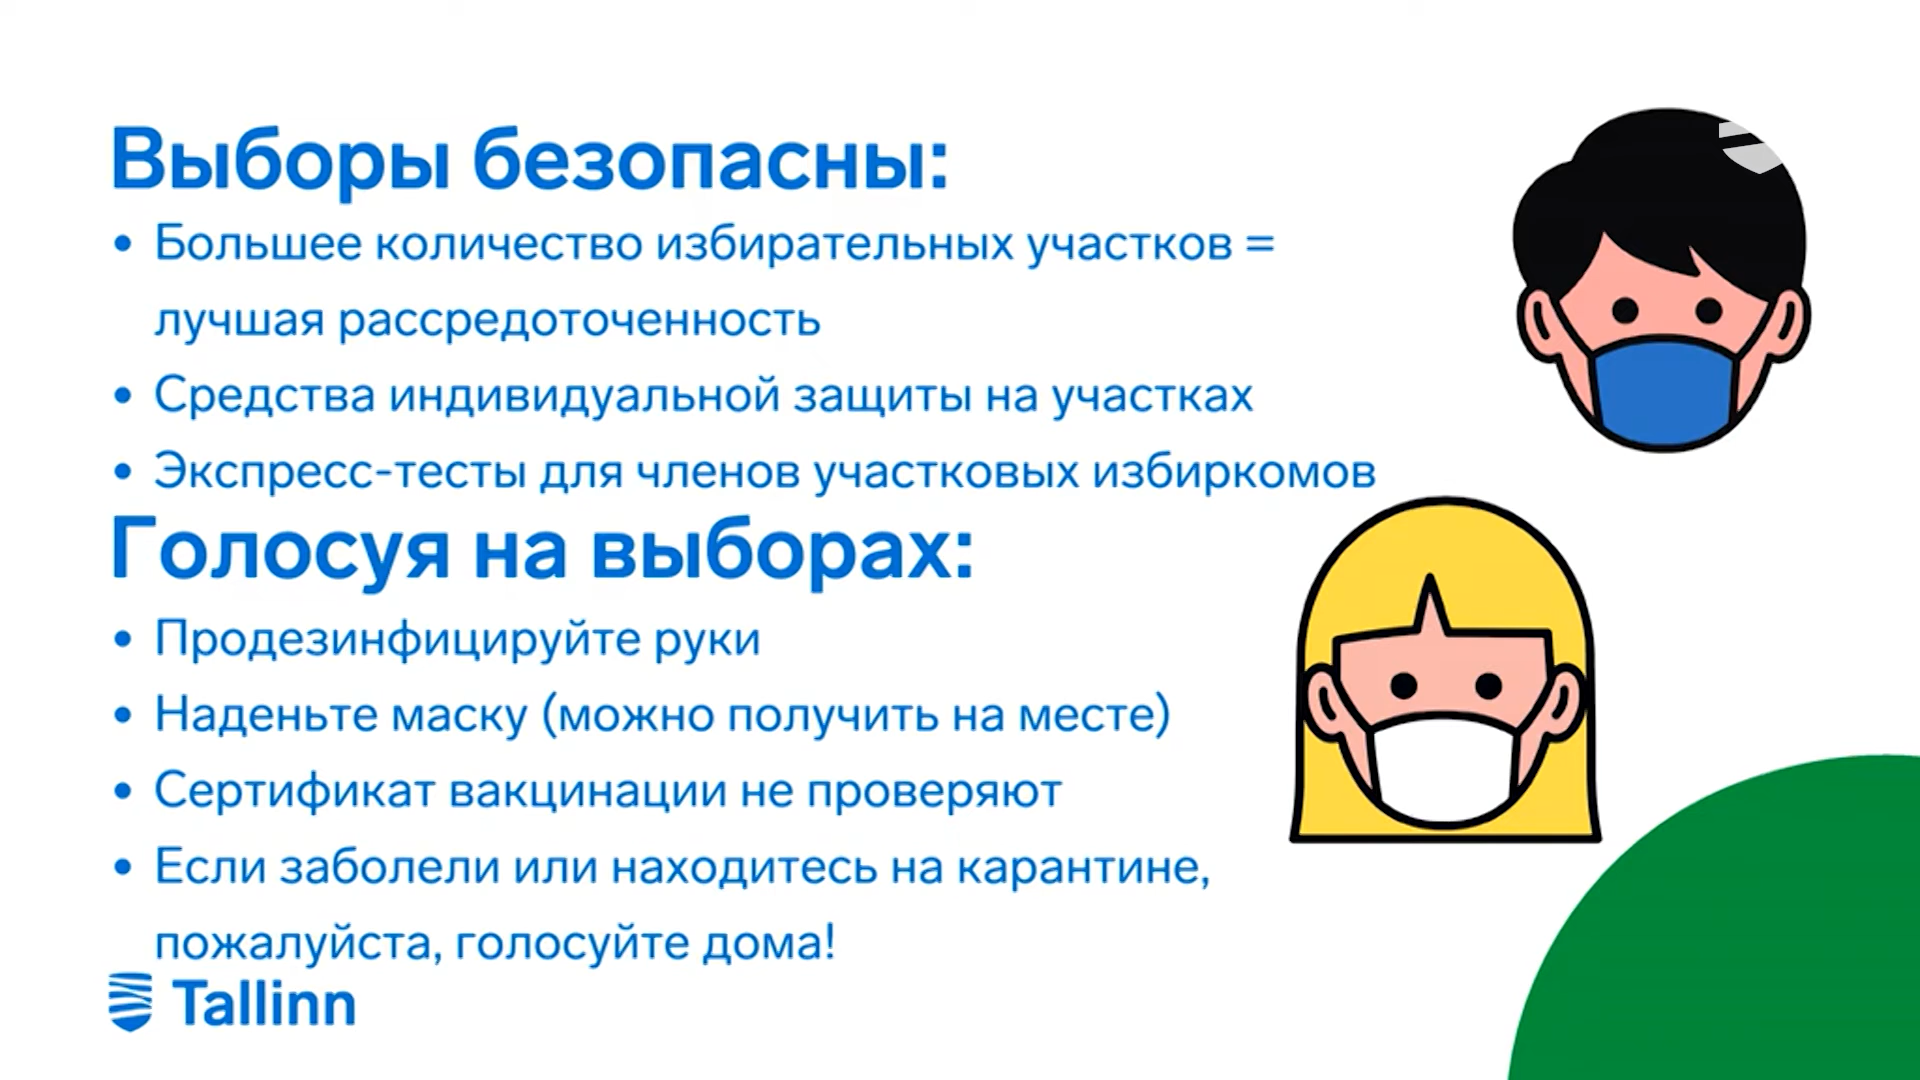 Выборы безопасны:
• Большее количество избирательных участков =
лучшая рассредоточенность
• Средства индивидуальной защиты на участках
• Экспресс-тесты для членов участковых избиркомов
Голосуя на выборах:
• Продезинфицируйте руки
• Наденьте маску (можно получить на месте)
• Сертификат вакцинации не проверяют
• Если заболели или находитесь на карантине,
пожалуйста, голосуйте дома!
Tallinn